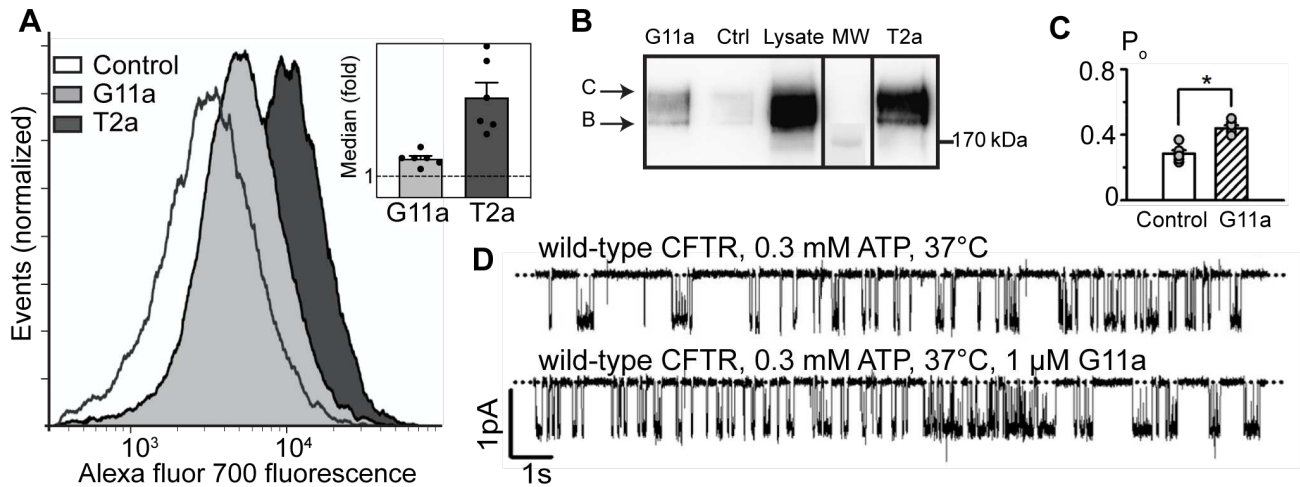 A
Control
G11a
T2a
Events (normalized)
10³
10⁴
Alexa fluor 700 fluorescence
Median (fold)
1
G11a
T2a
B
G11a Ctrl Lysate MW T2a
C
B
170 kDa
C
Pₒ
0.8
0.4
0
*
Control G11a
D
wild-type CFTR, 0.3 mM ATP, 37°C
wild-type CFTR, 0.3 mM ATP, 37°C, 1 µM G11a
1pA
1s